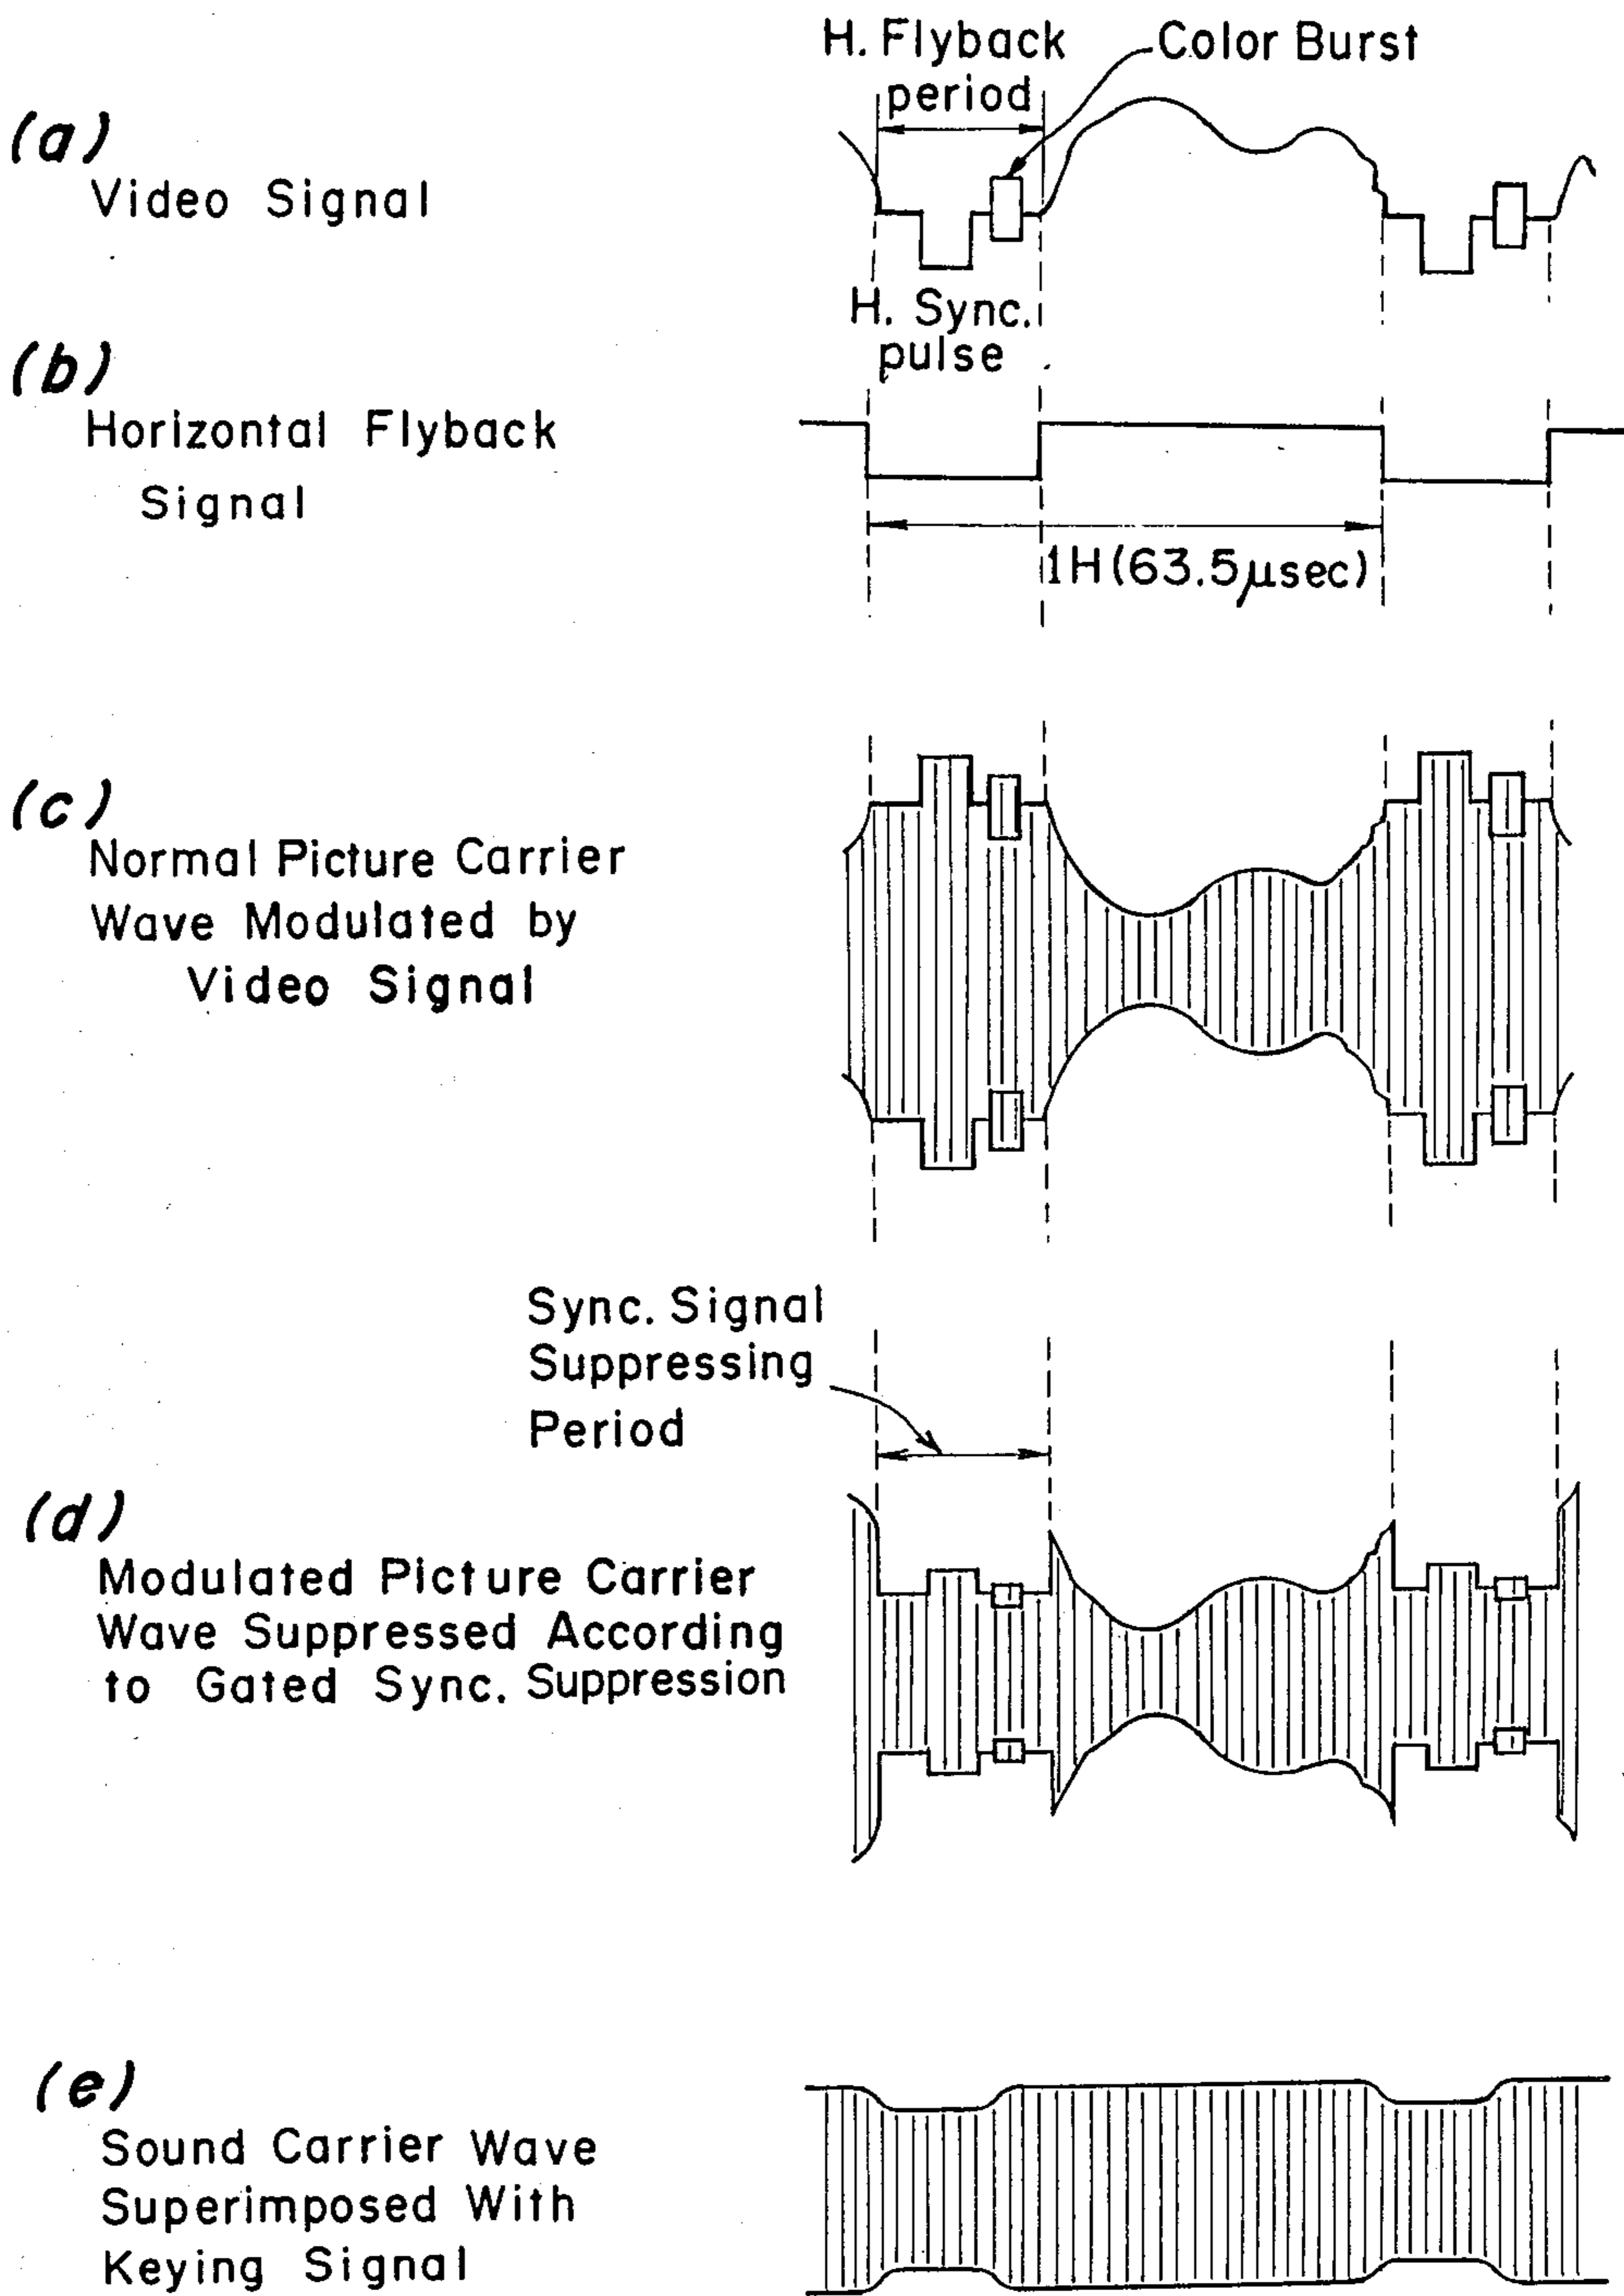 H. Flyback
period
Color Burst
(a)
Video Signal
H. Sync.
pulse
(b)
Horizontal Flyback
Signal
1H (63.5μsec)
(c)
Normal Picture Carrier
Wave Modulated by
Video Signal
Sync. Signal
Suppressing
Period
(d)
Modulated Picture Carrier
Wave Suppressed According
to Gated Sync. Suppression
(e)
Sound Carrier Wave
Superimposed With
Keying Signal